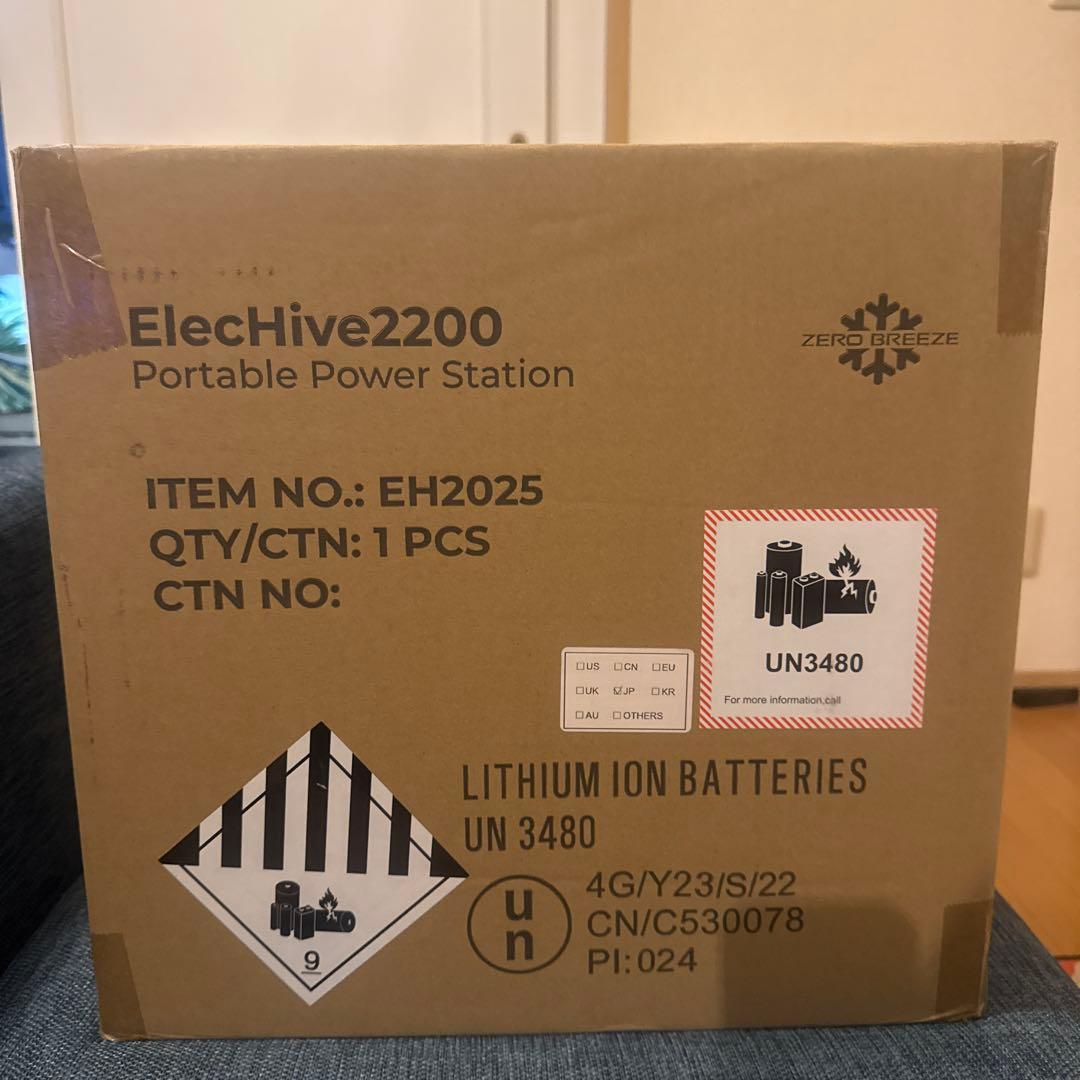 ElecHive2200
Portable Power Station
ZERO BREEZE
ITEM NO.: EH2025
QTY/CTN: 1 PCS
CTN NO:
UN3480
For more information,call
☐US ☐CN ☐EU
☐UK ☑JP ☐KR
☐AU ☐OTHERS
LITHIUM ION BATTERIES
UN 3480
un
4G/Y23/S/22
CN/C530078
PI:024
9